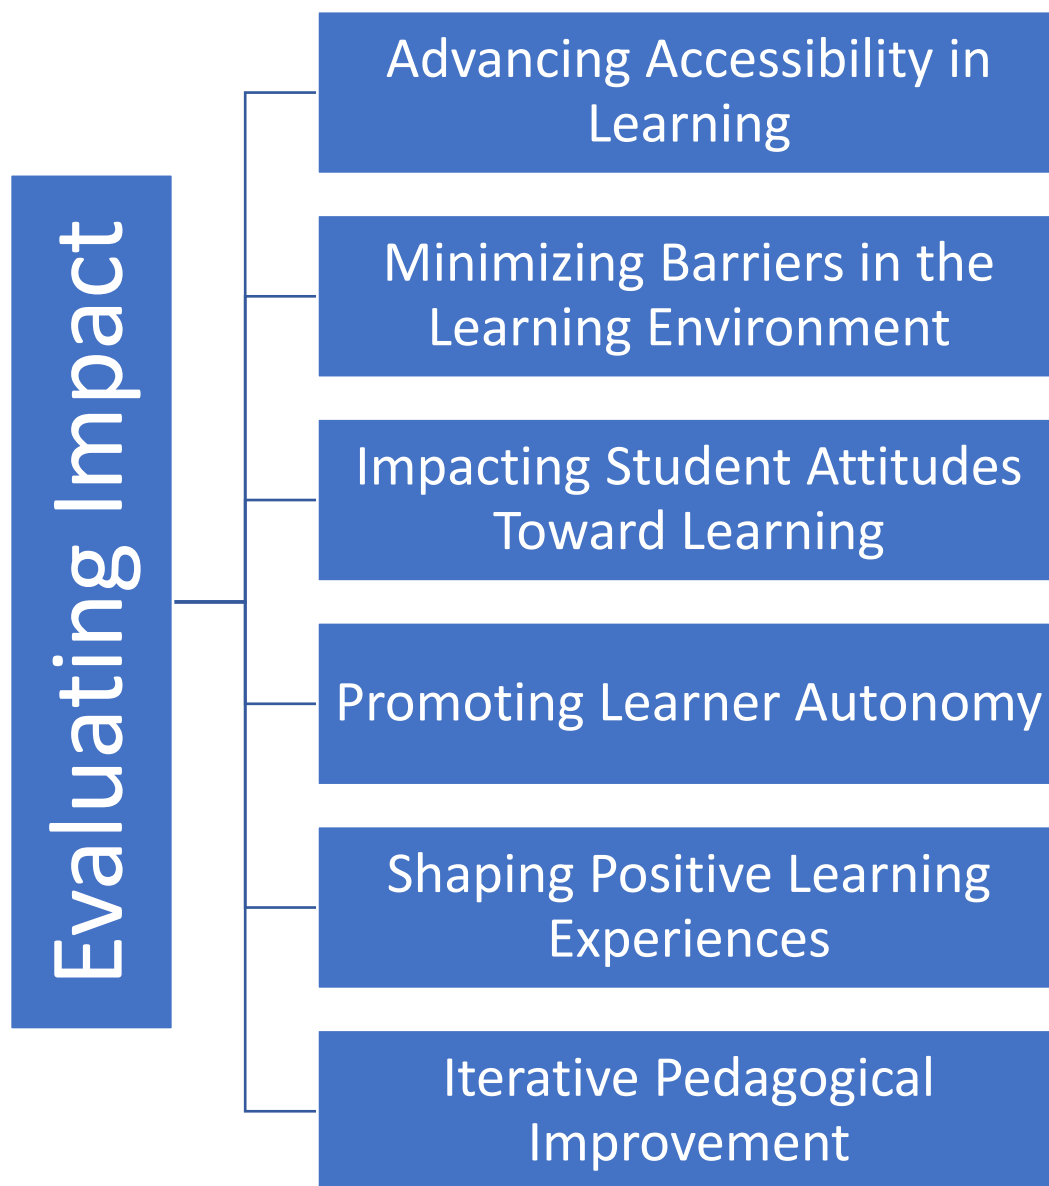 Evaluating Impact
Advancing Accessibility in
Learning
Minimizing Barriers in the
Learning Environment
Impacting Student Attitudes
Toward Learning
Promoting Learner Autonomy
Shaping Positive Learning
Experiences
Iterative Pedagogical
Improvement